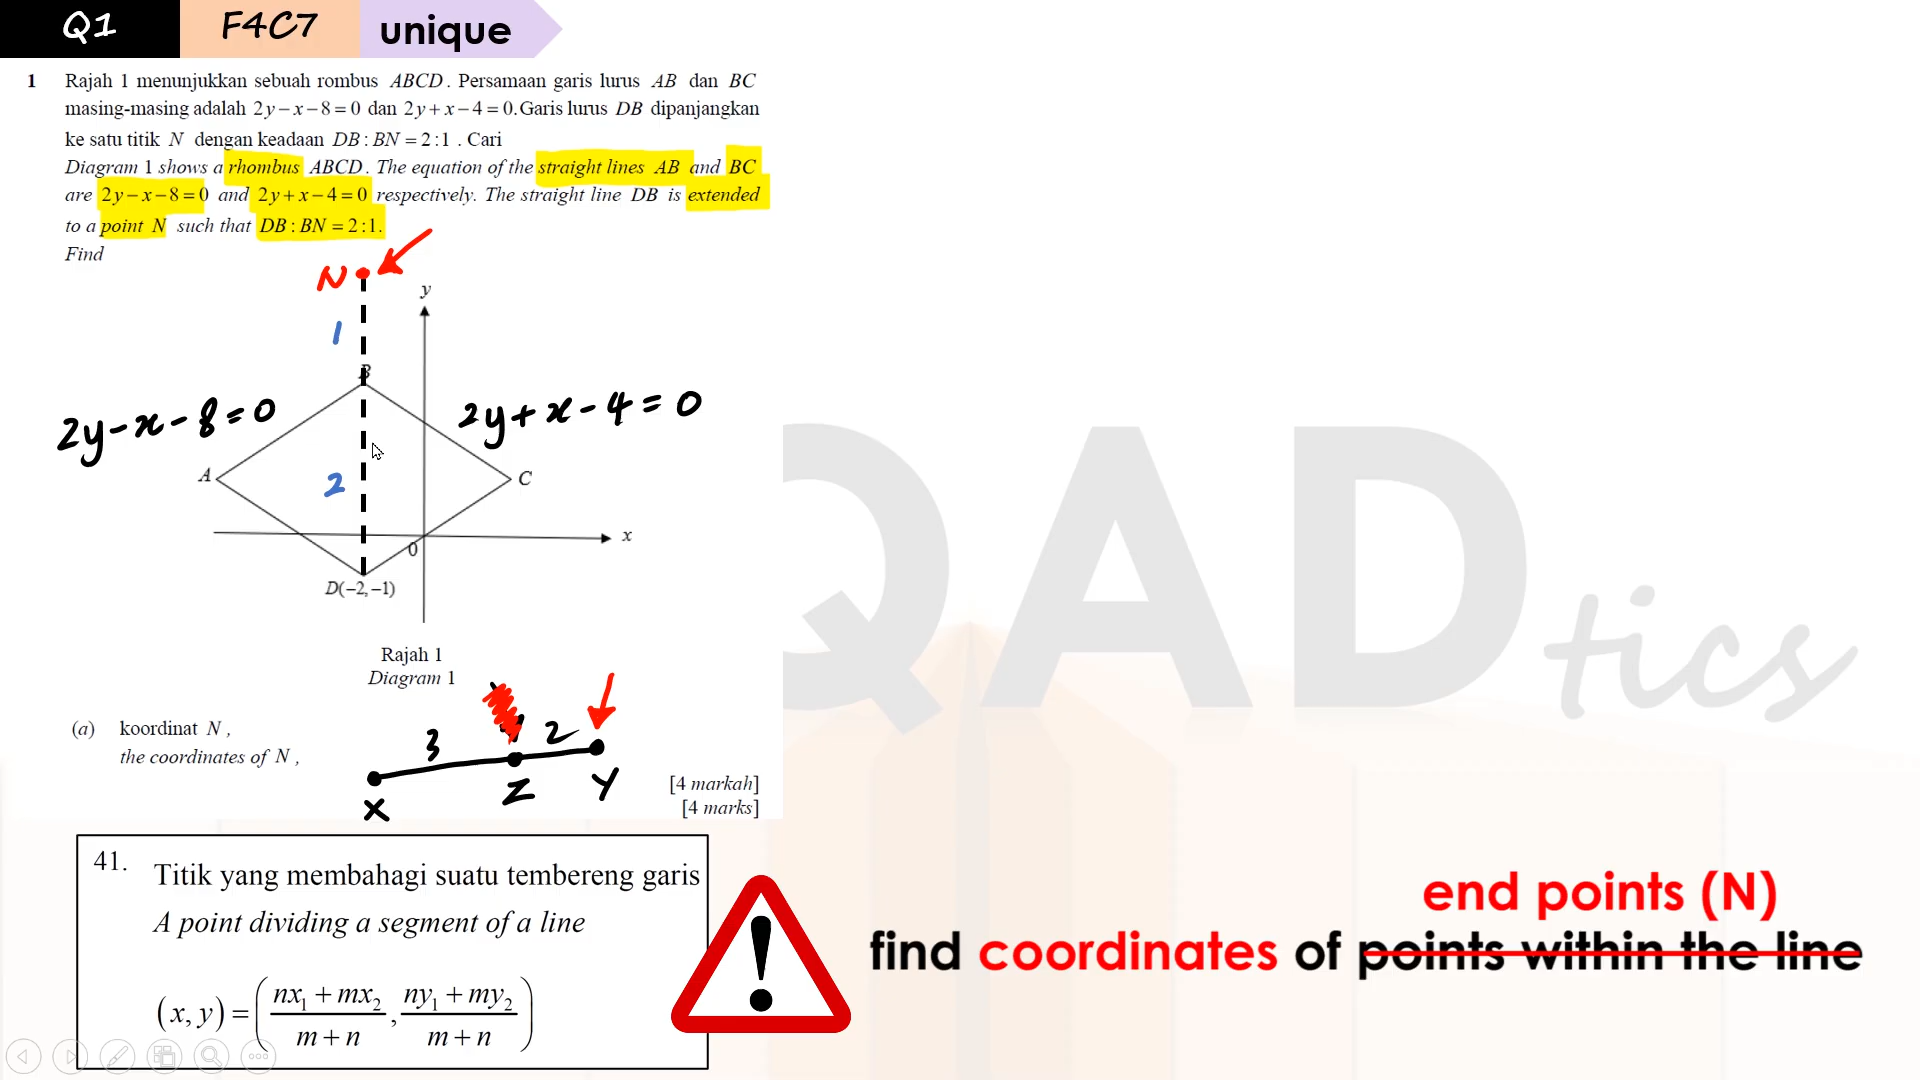 Q1 F4C7 unique
1 Rajah 1 menunjukkan sebuah rombus ABCD. Persamaan garis lurus AB dan BC
masing-masing adalah 2y−x−8=0 dan 2y+x−4=0.Garis lurus DB dipanjangkan
ke satu titik N dengan keadaan DB:BN=2:1. Cari
Diagram 1 shows a rhombus ABCD. The equation of the straight lines AB and BC
are 2y−x−8=0 and 2y+x−4=0 respectively. The straight line DB is extended
to a point N such that DB:BN=2:1.
Find
N
y
1
B
2y-x-8=0
2y+x-4=0
A
2
C
x
0
D(−2,−1)
Rajah 1
Diagram 1
(a) koordinat N,
the coordinates of N,
3
2
X
Z
Y
[4 markah]
[4 marks]
41. Titik yang membahagi suatu tembereng garis
A point dividing a segment of a line
(x, y) = ( (nx₁ + mx₂)/(m + n) , (ny₁ + my₂)/(m + n) )
!
end points (N)
find coordinates of points within the line
QADtics